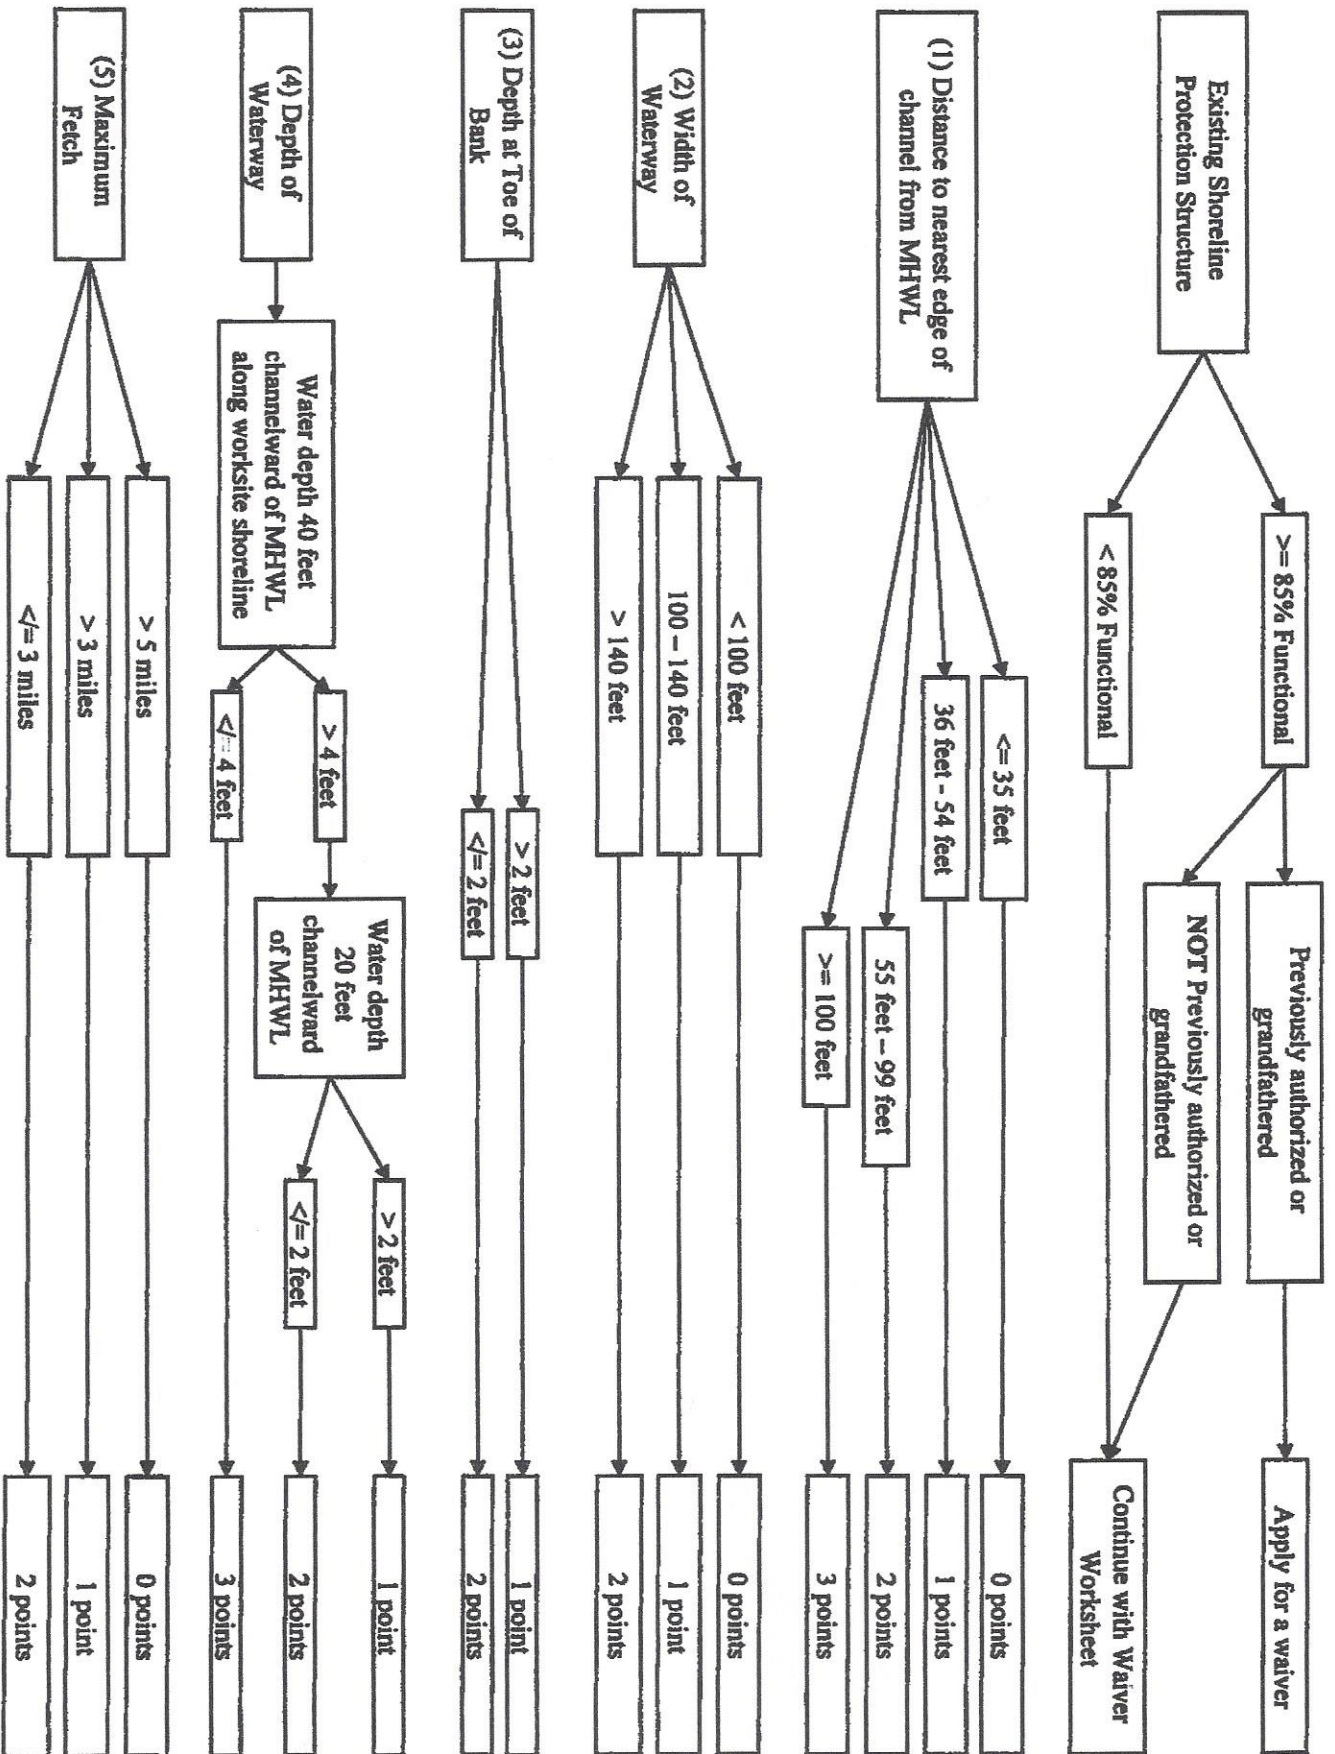 Existing Shoreline
Protection Structure
>= 85% Functional
< 85% Functional
Previously authorized or
grandfathered
NOT Previously authorized or
grandfathered
Apply for a waiver
Continue with Waiver
Worksheet
(1) Distance to nearest edge of
channel from MHWL
<= 35 feet
36 feet - 54 feet
55 feet – 99 feet
>= 100 feet
0 points
1 point
2 points
3 points
(2) Width of
Waterway
< 100 feet
100 – 140 feet
> 140 feet
0 points
1 point
2 points
(3) Depth at Toe of
Bank
> 2 feet
</= 2 feet
1 point
2 points
(4) Depth of
Waterway
Water depth 40 feet
channelward of MHWL
along worksite shoreline
> 4 feet
</= 4 feet
Water depth
20 feet
channelward
of MHWL
> 2 feet
</= 2 feet
1 point
2 points
3 points
(5) Maximum
Fetch
> 5 miles
> 3 miles
</= 3 miles
0 points
1 point
2 points